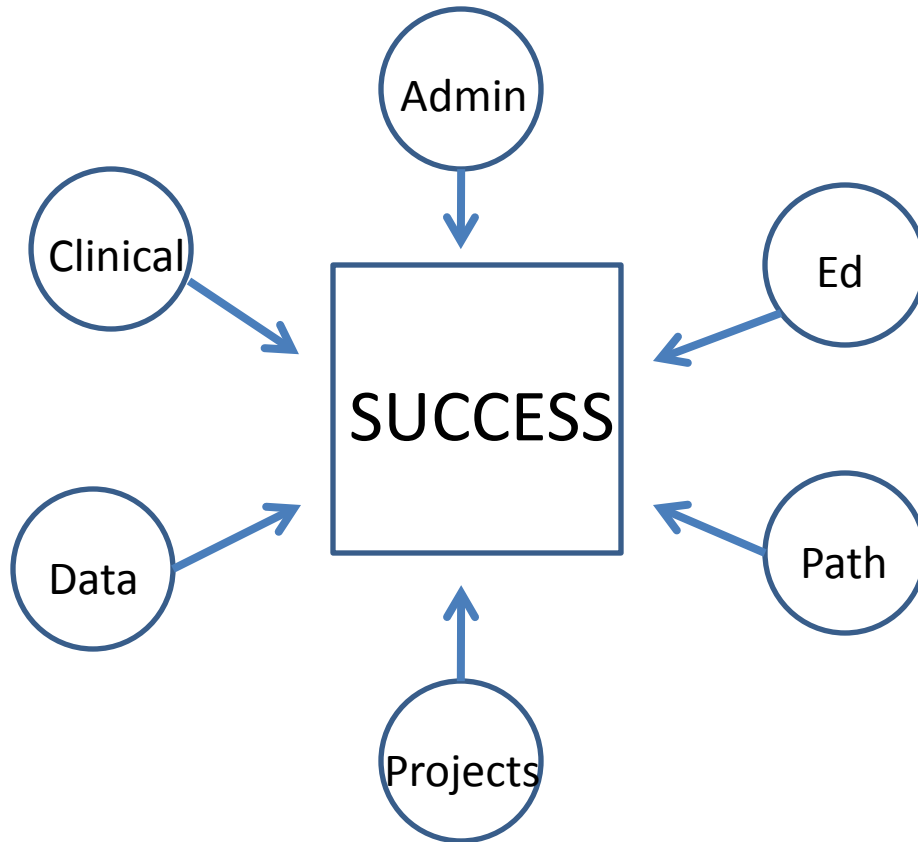 Admin
Clinical
Ed
SUCCESS
Data
Path
Projects